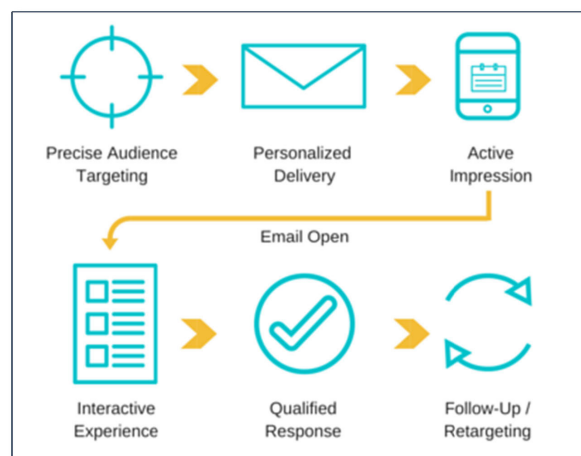 Precise Audience
Targeting
Personalized
Delivery
Active
Impression
Email Open
Interactive
Experience
Qualified
Response
Follow-Up /
Retargeting